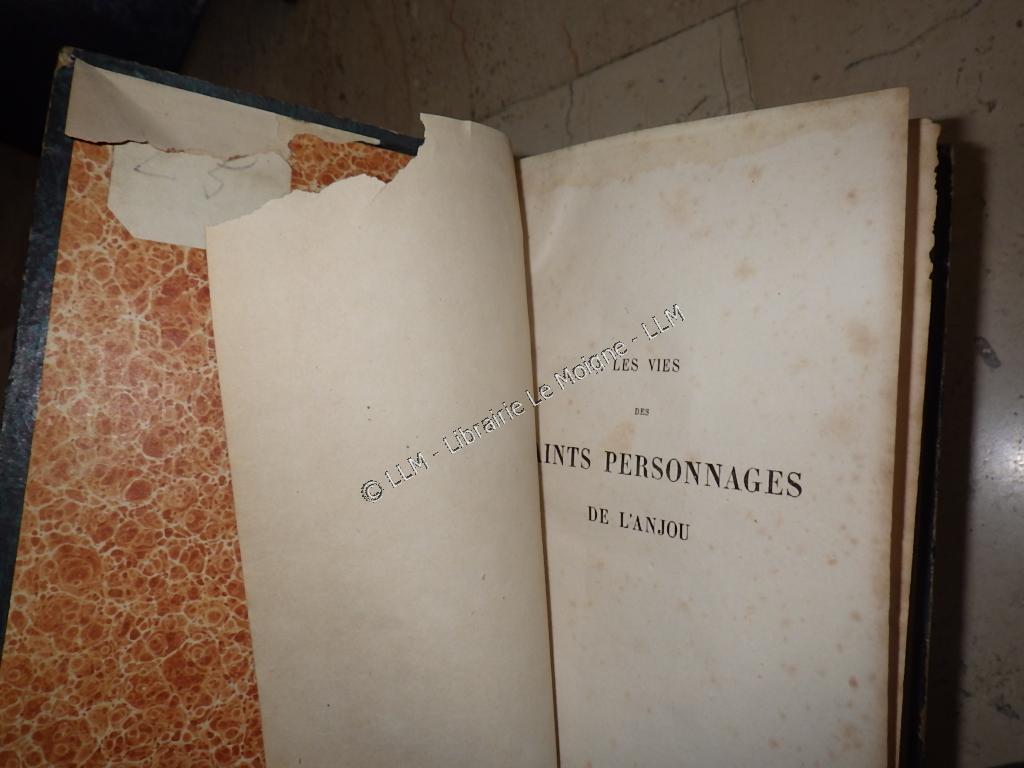 LES VIES
DES
AINTS PERSONNAGES
DE L'ANJOU
© LLM - Librairie Le Moigne - LLM